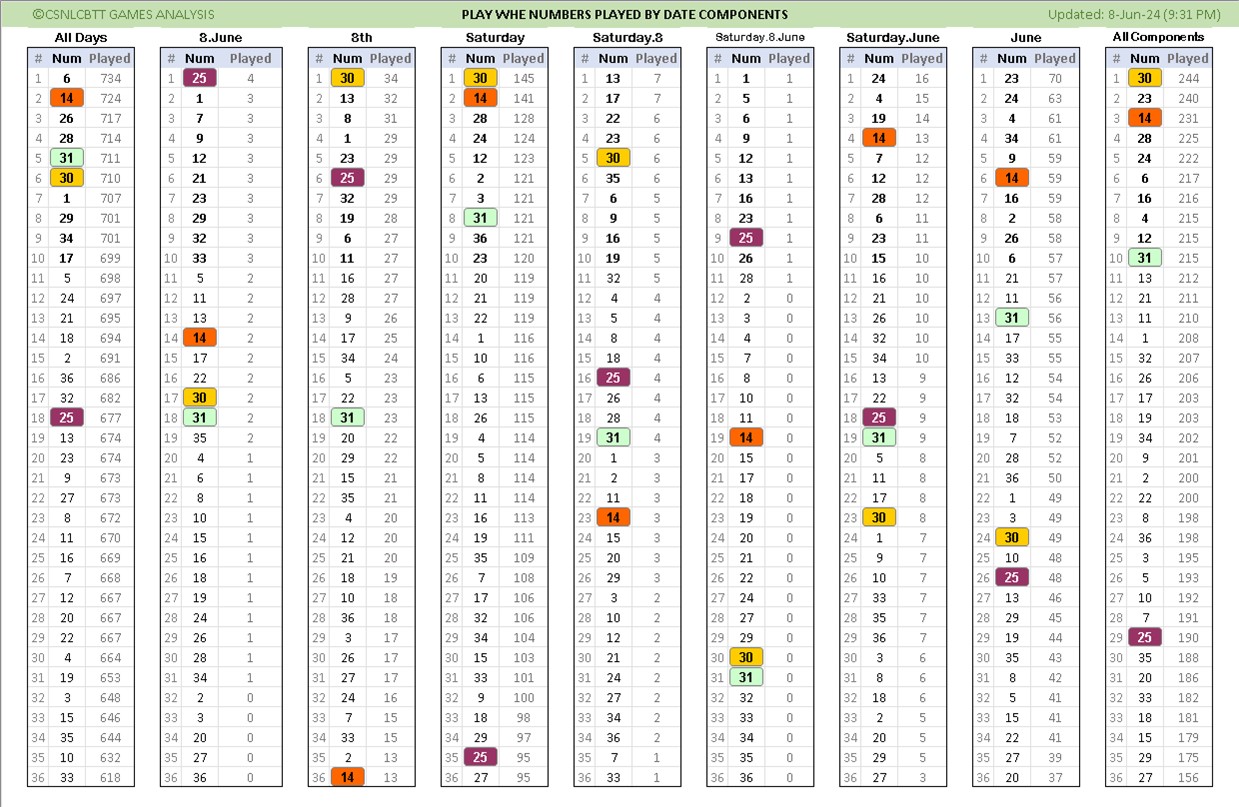 ©CSNLCBTT GAMES ANALYSIS PLAY WHE NUMBERS PLAYED BY DATE COMPONENTS Updated: 8-Jun-24 (9:31 PM)
All Days 8.June 8th Saturday Saturday.8 Saturday.8.June Saturday.June June All Components
# Num Played # Num Played # Num Played # Num Played # Num Played # Num Played # Num Played # Num Played # Num Played
1 6 734 1 25 4 1 30 34 1 30 145 1 13 7 1 1 1 1 24 16 1 23 70 1 30 244
2 14 724 2 1 3 2 13 32 2 14 141 2 17 7 2 5 1 2 4 15 2 24 63 2 23 240
3 26 717 3 7 3 3 8 31 3 28 128 3 22 6 3 6 1 3 19 14 3 4 61 3 14 231
4 28 714 4 9 3 4 1 29 4 24 124 4 23 6 4 9 1 4 14 13 4 34 61 4 28 225
5 31 711 5 12 3 5 23 29 5 12 123 5 30 6 5 12 1 5 7 12 5 9 59 5 24 222
6 30 710 6 21 3 6 25 29 6 2 121 6 35 6 6 13 1 6 12 12 6 14 59 6 6 217
7 1 707 7 23 3 7 32 29 7 3 121 7 6 5 7 16 1 7 28 12 7 16 59 7 16 216
8 29 701 8 29 3 8 19 28 8 31 121 8 9 5 8 23 1 8 6 11 8 2 58 8 4 215
9 34 701 9 32 3 9 6 27 9 36 121 9 16 5 9 25 1 9 23 11 9 26 58 9 12 215
10 17 699 10 33 3 10 11 27 10 23 120 10 19 5 10 26 1 10 15 10 10 6 57 10 31 215
11 5 698 11 5 2 11 16 27 11 20 119 11 32 5 11 28 1 11 16 10 11 21 57 11 13 212
12 24 697 12 11 2 12 28 27 12 21 119 12 4 4 12 2 0 12 21 10 12 11 56 12 21 211
13 21 695 13 13 2 13 9 26 13 22 119 13 5 4 13 3 0 13 26 10 13 31 56 13 11 210
14 18 694 14 14 2 14 17 25 14 1 116 14 8 4 14 4 0 14 32 10 14 17 55 14 1 208
15 2 691 15 17 2 15 34 24 15 10 116 15 18 4 15 7 0 15 34 10 15 33 55 15 32 207
16 36 686 16 22 2 16 5 23 16 6 115 16 25 4 16 8 0 16 13 9 16 12 54 16 26 206
17 32 682 17 30 2 17 22 23 17 13 115 17 26 4 17 10 0 17 22 9 17 32 54 17 17 203
18 25 677 18 31 2 18 31 23 18 26 115 18 28 4 18 11 0 18 25 9 18 18 53 18 19 203
19 13 674 19 35 2 19 20 22 19 4 114 19 31 4 19 14 0 19 31 9 19 7 52 19 34 202
20 23 674 20 4 1 20 29 22 20 5 114 20 1 3 20 15 0 20 5 8 20 28 52 20 9 201
21 9 673 21 6 1 21 15 21 21 8 114 21 2 3 21 17 0 21 11 8 21 36 50 21 2 200
22 27 673 22 8 1 22 35 21 22 11 114 22 11 3 22 18 0 22 17 8 22 1 49 22 22 200
23 8 672 23 10 1 23 4 20 23 16 113 23 14 3 23 19 0 23 30 8 23 3 49 23 8 198
24 11 670 24 15 1 24 12 20 24 19 111 24 15 3 24 20 0 24 1 7 24 30 49 24 36 198
25 16 669 25 16 1 25 21 20 25 35 109 25 20 3 25 21 0 25 9 7 25 10 48 25 3 195
26 7 668 26 18 1 26 18 19 26 7 108 26 29 3 26 22 0 26 10 7 26 25 48 26 5 193
27 12 667 27 19 1 27 10 18 27 17 106 27 3 2 27 24 0 27 33 7 27 13 46 27 10 192
28 20 667 28 24 1 28 36 18 28 32 106 28 10 2 28 27 0 28 35 7 28 29 45 28 7 191
29 22 667 29 26 1 29 3 17 29 34 104 29 12 2 29 29 0 29 36 7 29 19 44 29 25 190
30 4 664 30 28 1 30 26 17 30 15 103 30 21 2 30 30 0 30 3 6 30 35 43 30 35 188
31 19 653 31 34 1 31 27 17 31 33 101 31 24 2 31 31 0 31 8 6 31 8 42 31 20 186
32 3 648 32 2 0 32 24 16 32 9 100 32 27 2 32 32 0 32 18 6 32 5 41 32 33 182
33 15 646 33 3 0 33 7 15 33 18 98 33 34 2 33 33 0 33 2 5 33 15 41 33 18 181
34 35 644 34 20 0 34 33 15 34 29 97 34 36 2 34 34 0 34 20 5 34 22 41 34 15 179
35 10 632 35 27 0 35 2 13 35 25 95 35 7 1 35 35 0 35 29 5 35 27 39 35 29 175
36 33 618 36 36 0 36 14 13 36 27 95 36 33 1 36 36 0 36 27 3 36 20 37 36 27 156